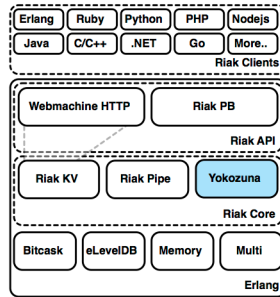 Erlang Ruby Python PHP Nodejs
Java C/C++ .NET Go More..
Riak Clients
Webmachine HTTP Riak PB
Riak API
Riak KV Riak Pipe Yokozuna
Riak Core
Bitcask eLevelDB Memory Multi
Erlang